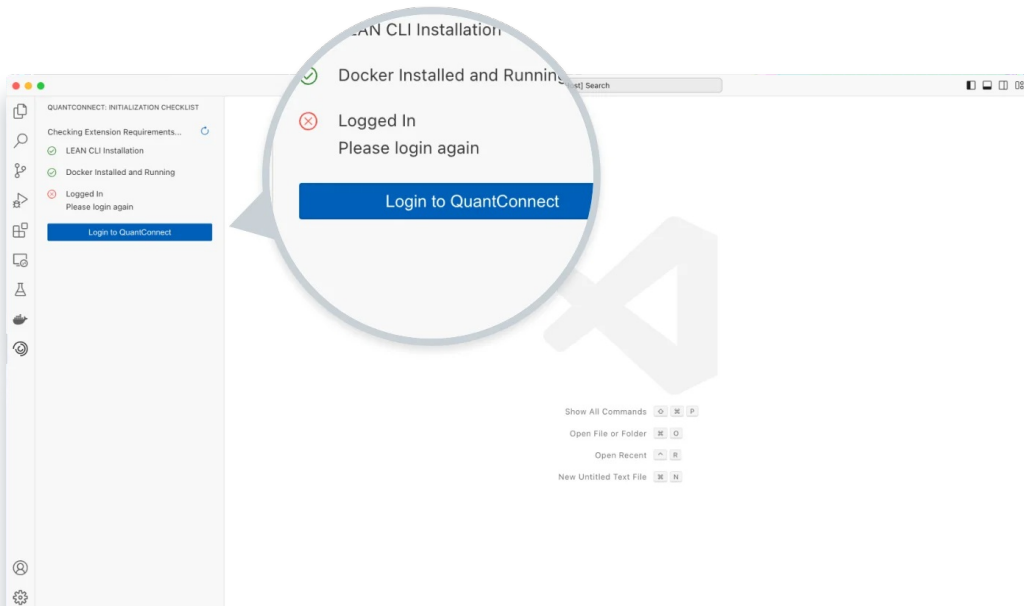 LEAN CLI Installation
Docker Installed and Running
Logged In
Please login again
Login to QuantConnect
Search
QUANTCONNECT: INITIALIZATION CHECKLIST
Checking Extension Requirements...
LEAN CLI Installation
Docker Installed and Running
Logged In
Please login again
Login to QuantConnect
Show All Commands ⇧ ⌘ P
Open File or Folder ⌘ O
Open Recent ^ R
New Untitled Text File ⌘ N